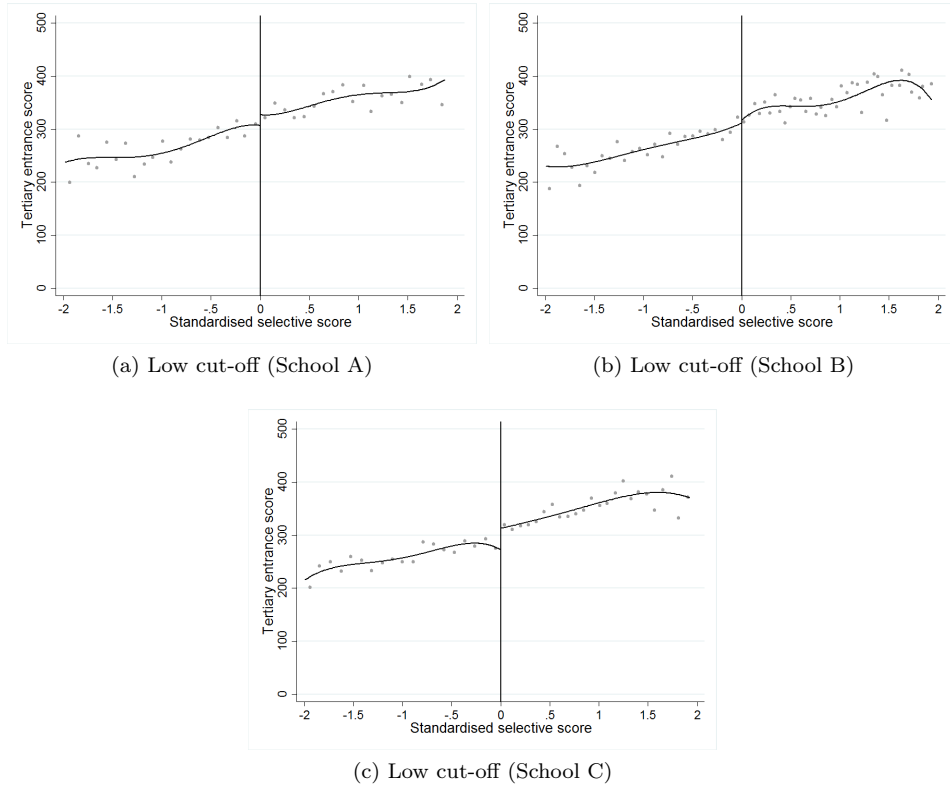 500
400
300
200
100
0
Tertiary entrance score
-2 -1.5 -1 -.5 0 .5 1 1.5 2
Standardised selective score
(a) Low cut-off (School A)
500
400
300
200
100
0
Tertiary entrance score
-2 -1.5 -1 -.5 0 .5 1 1.5 2
Standardised selective score
(b) Low cut-off (School B)
500
400
300
200
100
0
Tertiary entrance score
-2 -1.5 -1 -.5 0 .5 1 1.5 2
Standardised selective score
(c) Low cut-off (School C)